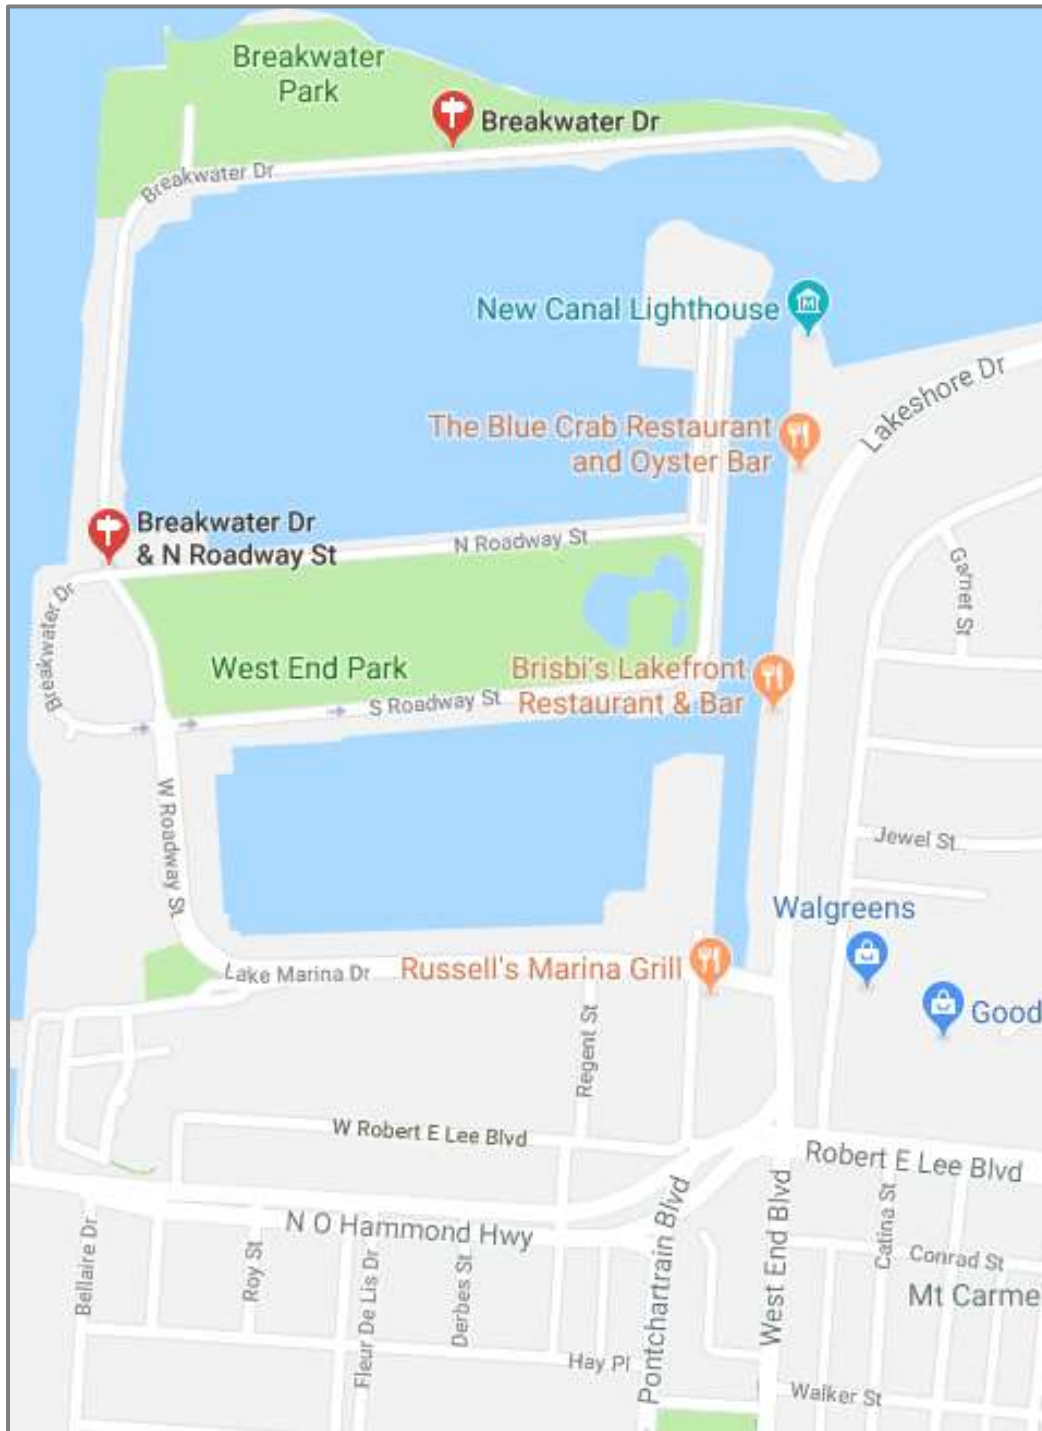 Breakwater
Park
Breakwater Dr
Breakwater Dr
New Canal Lighthouse
Lakeshore Dr
The Blue Crab Restaurant
and Oyster Bar
Breakwater Dr
& N Roadway St
N Roadway St
Garnet St
Breakwater Dr
West End Park
Brisbi's Lakefront
Restaurant & Bar
S Roadway St
W Roadway St
Jewel St
Walgreens
Lake Marina Dr
Russell's Marina Grill
Good
Regent St
W Robert E Lee Blvd
Robert E Lee Blvd
N O Hammond Hwy
Pontchartrain Blvd
West End Blvd
Catina St
Conrad St
Mt Carme
Bellaire Dr
Roy St
Fleur De Lis Dr
Derbes St
Hay Pl
Walker St